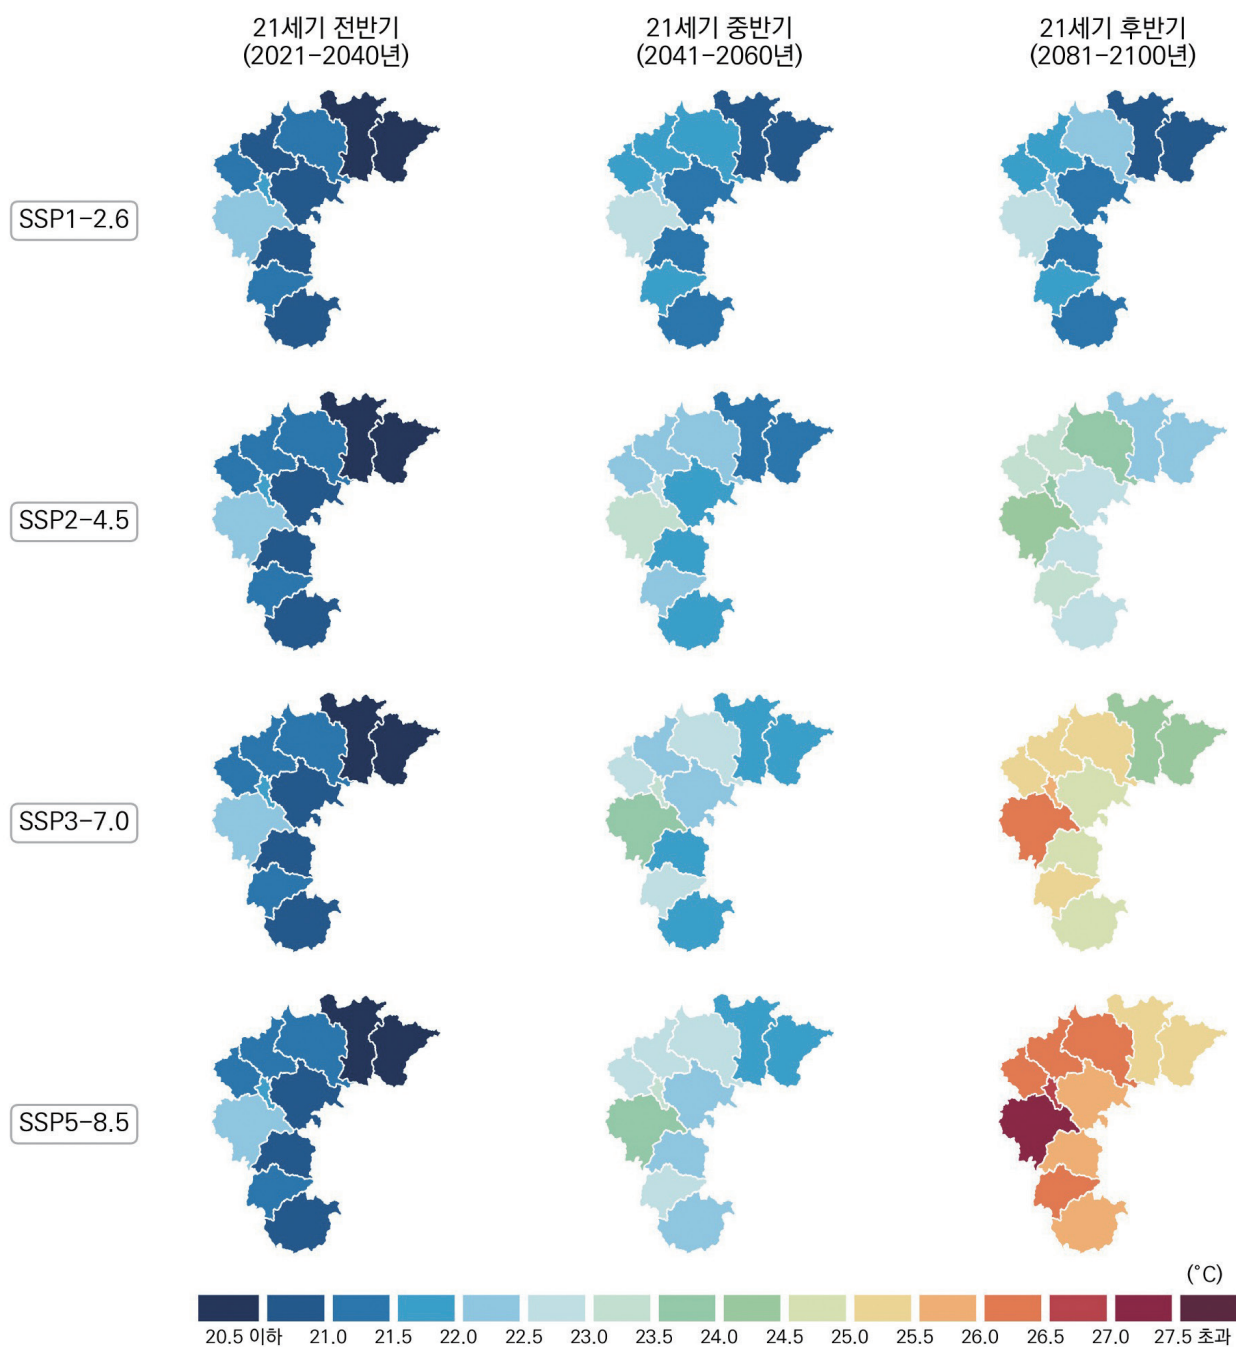 21세기 전반기
(2021-2040년)
21세기 중반기
(2041-2060년)
21세기 후반기
(2081-2100년)
SSP1-2.6
SSP2-4.5
SSP3-7.0
SSP5-8.5
(°C)
20.5 이하 21.0 21.5 22.0 22.5 23.0 23.5 24.0 24.5 25.0 25.5 26.0 26.5 27.0 27.5 초과